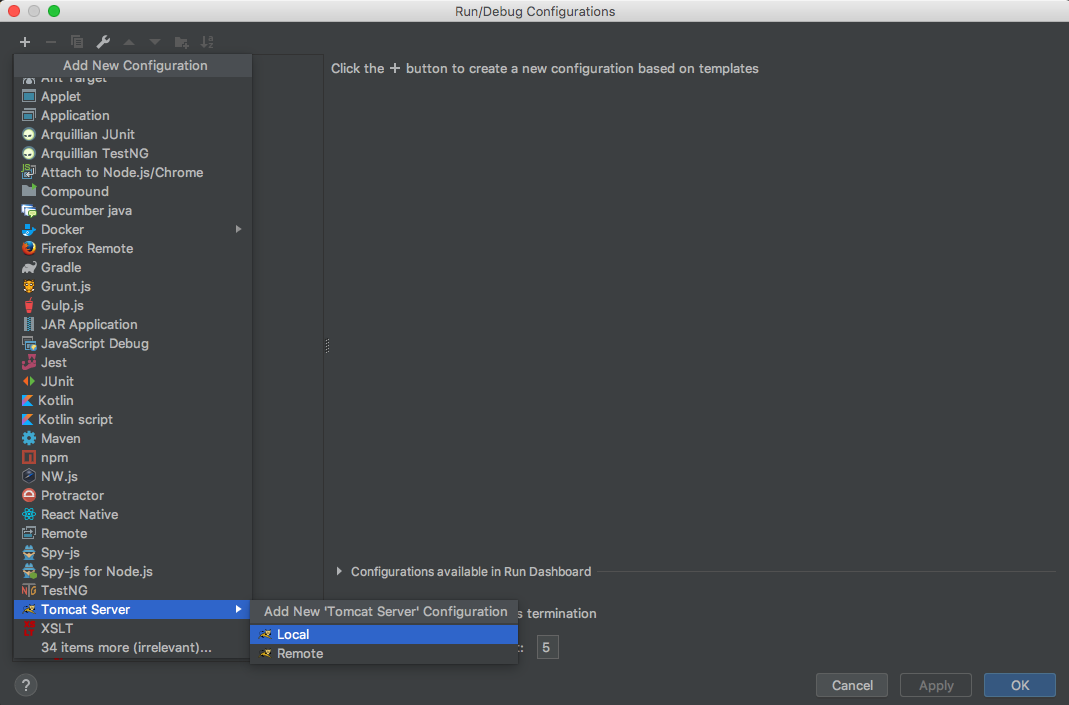 Run/Debug Configurations
Add New Configuration
Click the + button to create a new configuration based on templates
Ant Target
Applet
Application
Arquillian JUnit
Arquillian TestNG
Attach to Node.js/Chrome
Compound
Cucumber java
Docker
Firefox Remote
Gradle
Grunt.js
Gulp.js
JAR Application
JavaScript Debug
Jest
JUnit
Kotlin
Kotlin script
Maven
npm
NW.js
Protractor
React Native
Remote
Spy-js
Configurations available in Run Dashboard
Spy-js for Node.js
TestNG
Tomcat Server
Add New 'Tomcat Server' Configuration
s termination
XSLT
Local
34 items more (irrelevant)...
Remote
: 5
?
Cancel
Apply
OK